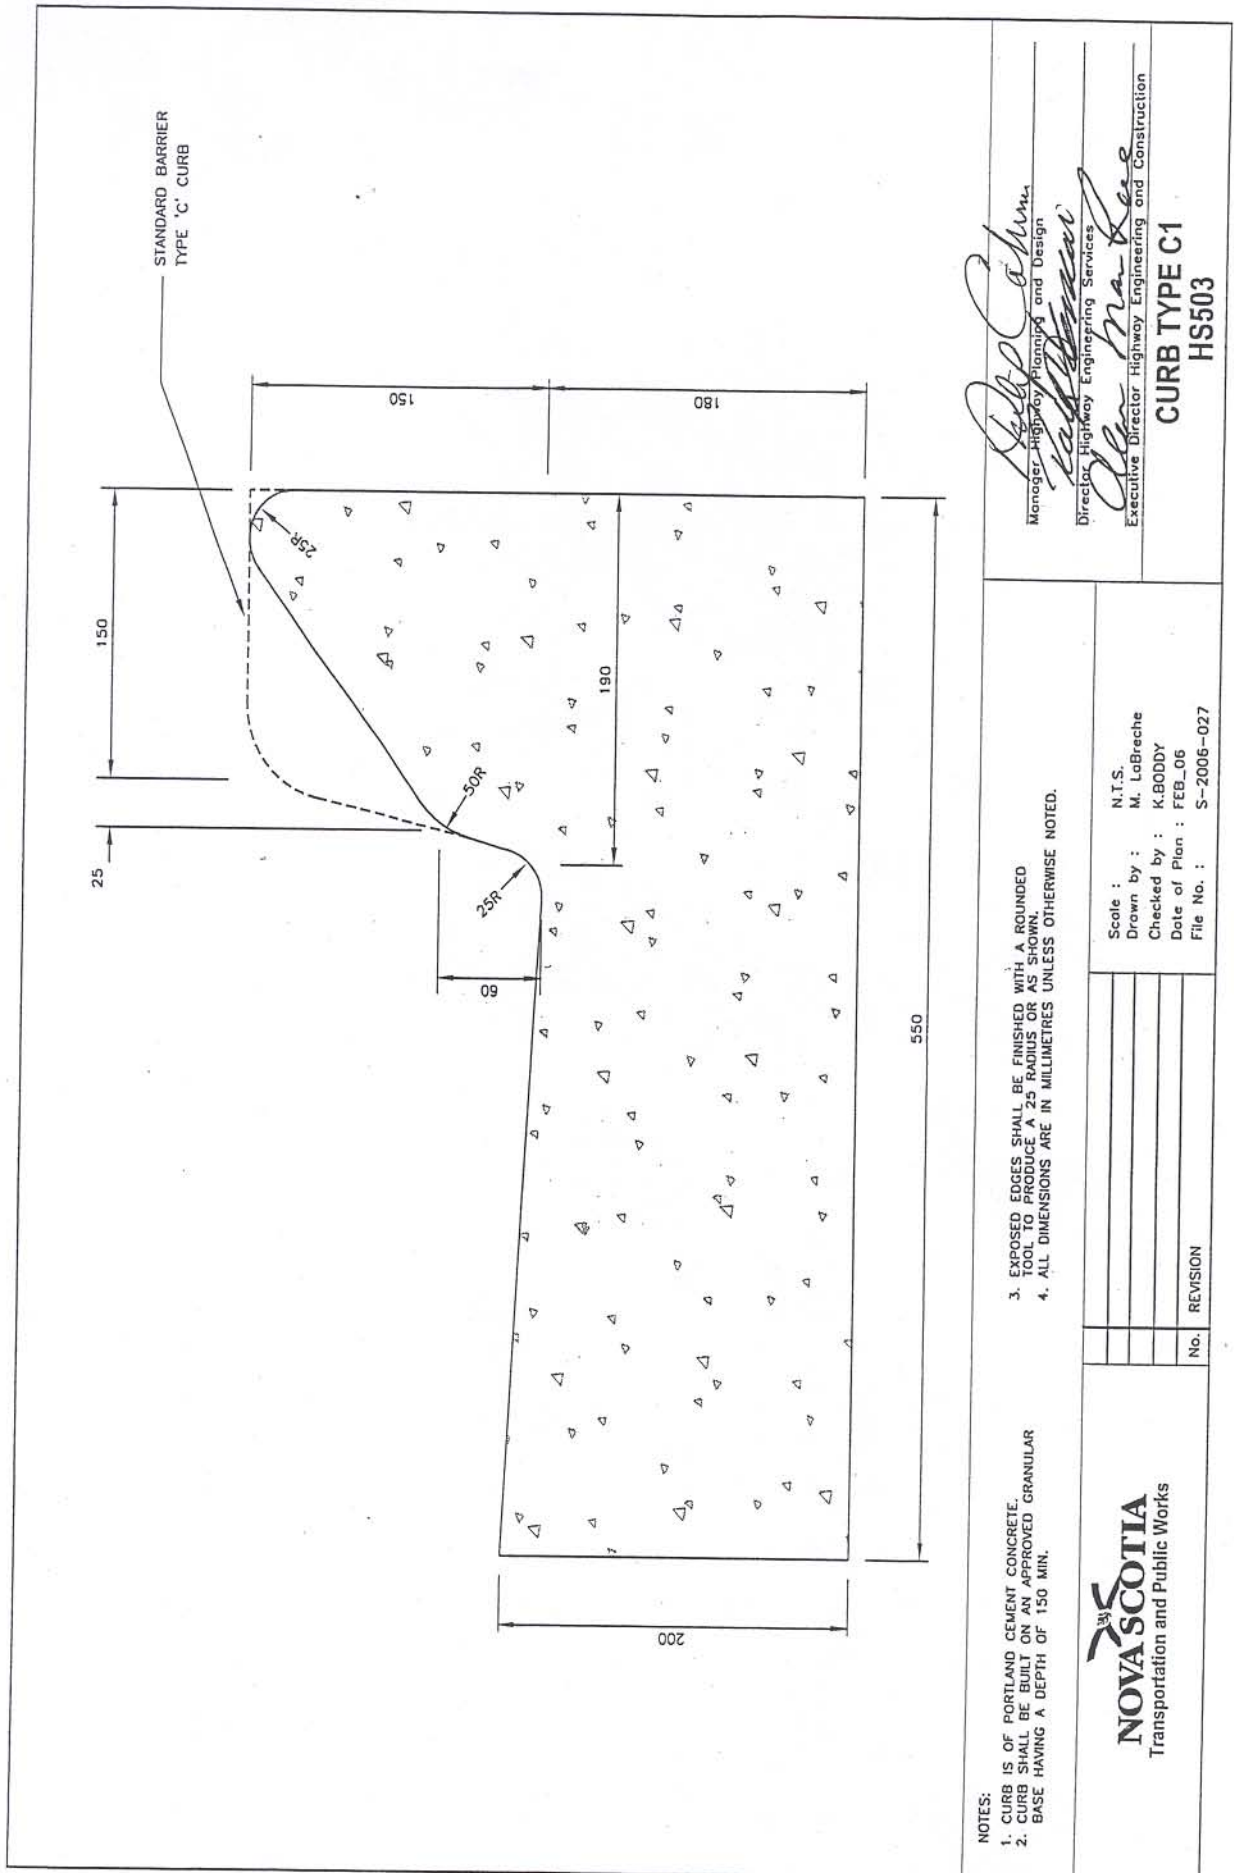 STANDARD BARRIER
TYPE 'C' CURB
150
25
25R
50R
25R
60
190
150
180
200
550
NOTES:
1. CURB IS OF PORTLAND CEMENT CONCRETE.
2. CURB SHALL BE BUILT ON AN APPROVED GRANULAR
BASE HAVING A DEPTH OF 150 MIN.
3. EXPOSED EDGES SHALL BE FINISHED WITH A ROUNDED
TOOL TO PRODUCE A 25 RADIUS OR AS SHOWN.
4. ALL DIMENSIONS ARE IN MILLIMETRES UNLESS OTHERWISE NOTED.
NOVA SCOTIA
Transportation and Public Works
No. REVISION
Scale : N.T.S.
Drawn by : M. LaBreche
Checked by : K.BODDY
Date of Plan : FEB_06
File No. : S-2006-027
Manager Highway Planning and Design
Director Highway Engineering Services
Executive Director Highway Engineering and Construction
CURB TYPE C1
HS503